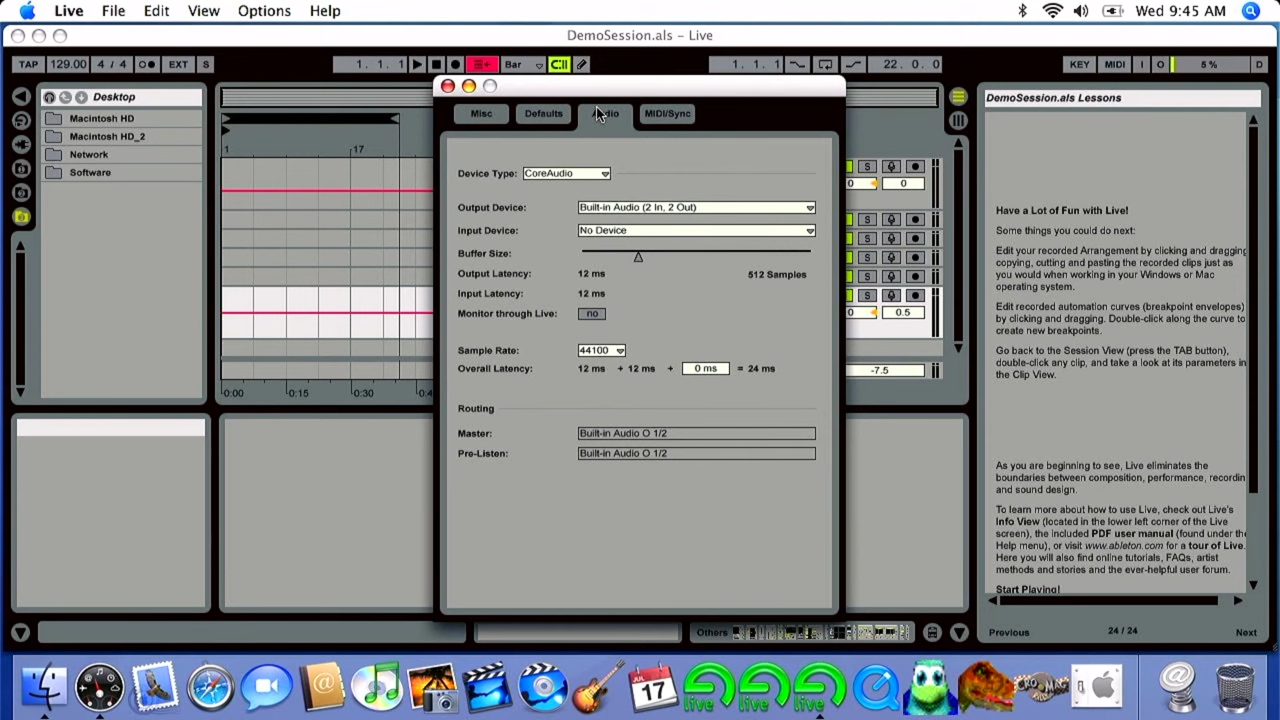 Live File Edit View Options Help Wed 9:45 AM
DemoSession.als - Live
TAP 129.00 4 / 4 EXT S 1. 1. 1 Bar 1. 1. 1 22. 0. 0 KEY MIDI I O 5 % D
Desktop
Macintosh HD
Macintosh HD_2
Network
Software
1 17
0:00 0:15 0:30 0:4
Misc Defaults MIDI/Sync
Device Type: CoreAudio
Output Device: Built-in Audio (2 In, 2 Out)
Input Device: No Device
Buffer Size:
Output Latency: 12 ms 512 Samples
Input Latency: 12 ms
Monitor through Live: no
Sample Rate: 44100
Overall Latency: 12 ms + 12 ms + 0 ms = 24 ms
Routing
Master: Built-in Audio O 1/2
Pre-Listen: Built-in Audio O 1/2
S
0 0
S
S
S
S
S
0 0.5
-7.5
DemoSession.als Lessons
Have a Lot of Fun with Live!
Some things you could do next:
Edit your recorded Arrangement by clicking and dragging
copying, cutting and pasting the recorded clips just as
you would when working in your Windows or Mac
operating system.
Edit recorded automation curves (breakpoint envelopes)
by clicking and dragging. Double-click along the curve to
create new breakpoints.
Go back to the Session View (press the TAB button),
double-click any clip, and take a look at its parameters in
the Clip View.
As you are beginning to see, Live eliminates the
boundaries between composition, performance, recordin
and sound design.
To learn more about how to use Live, check out Live's
Info View (located in the lower left corner of the Live
screen), the included PDF user manual (found under the
Help menu), or visit www.ableton.com for a tour of Live.
Here you will also find online tutorials, FAQs, artist
methods and stories and the ever-helpful user forum.
Start Playing!
Others
Previous 24 / 24 Next
JUL
17
live live live